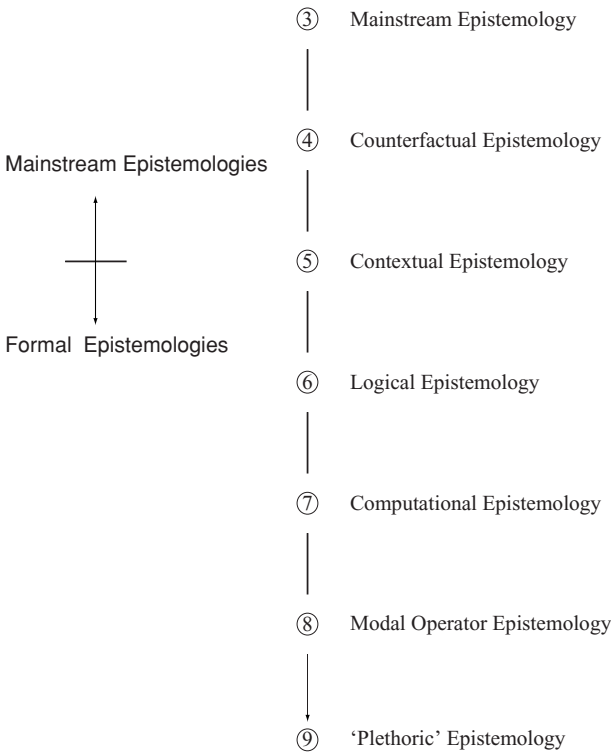 ③ Mainstream Epistemology
④ Counterfactual Epistemology
Mainstream Epistemologies
⑤ Contextual Epistemology
Formal Epistemologies
⑥ Logical Epistemology
⑦ Computational Epistemology
⑧ Modal Operator Epistemology
⑨ ‘Plethoric’ Epistemology